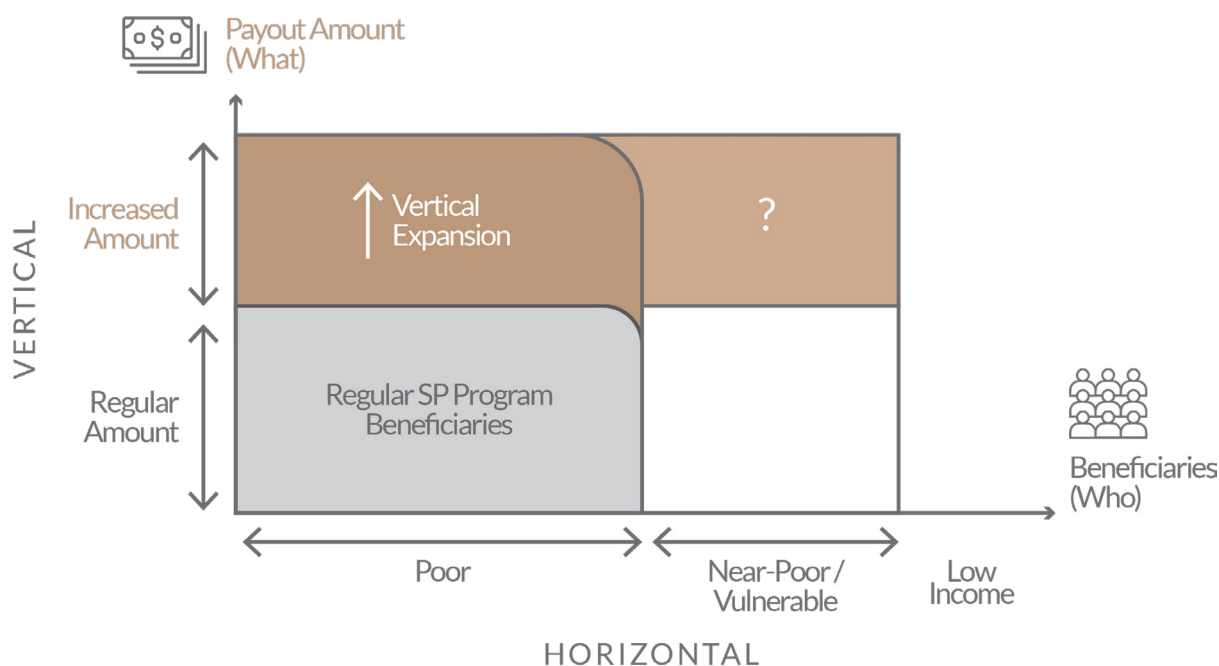 $
Payout Amount
(What)
VERTICAL
Increased
Amount
Vertical
Expansion
?
Regular
Amount
Regular SP Program
Beneficiaries
Beneficiaries
(Who)
Poor
Near-Poor /
Vulnerable
Low
Income
HORIZONTAL